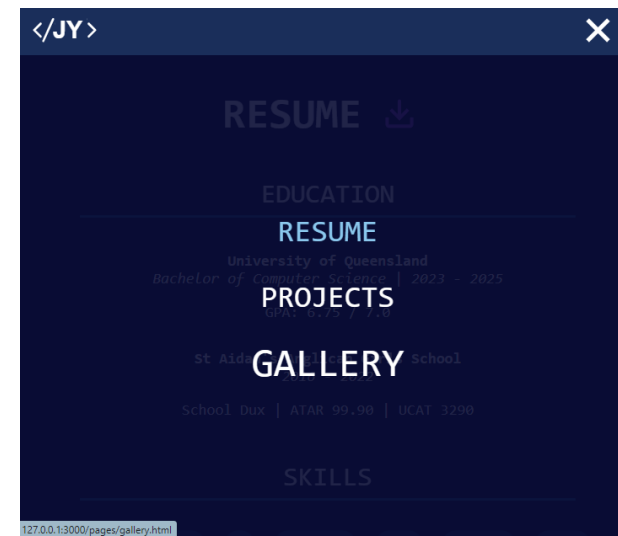 </JY>
RESUME
EDUCATION
RESUME
University of Queensland
Bachelor of Computer Science | 2023 – 2025
PROJECTS
GPA: 6.75 / 7.0
St School
GALLERY
School Dux | ATAR 99.90 | UCAT 3290
SKILLS
127.0.0.1:3000/pages/gallery.html